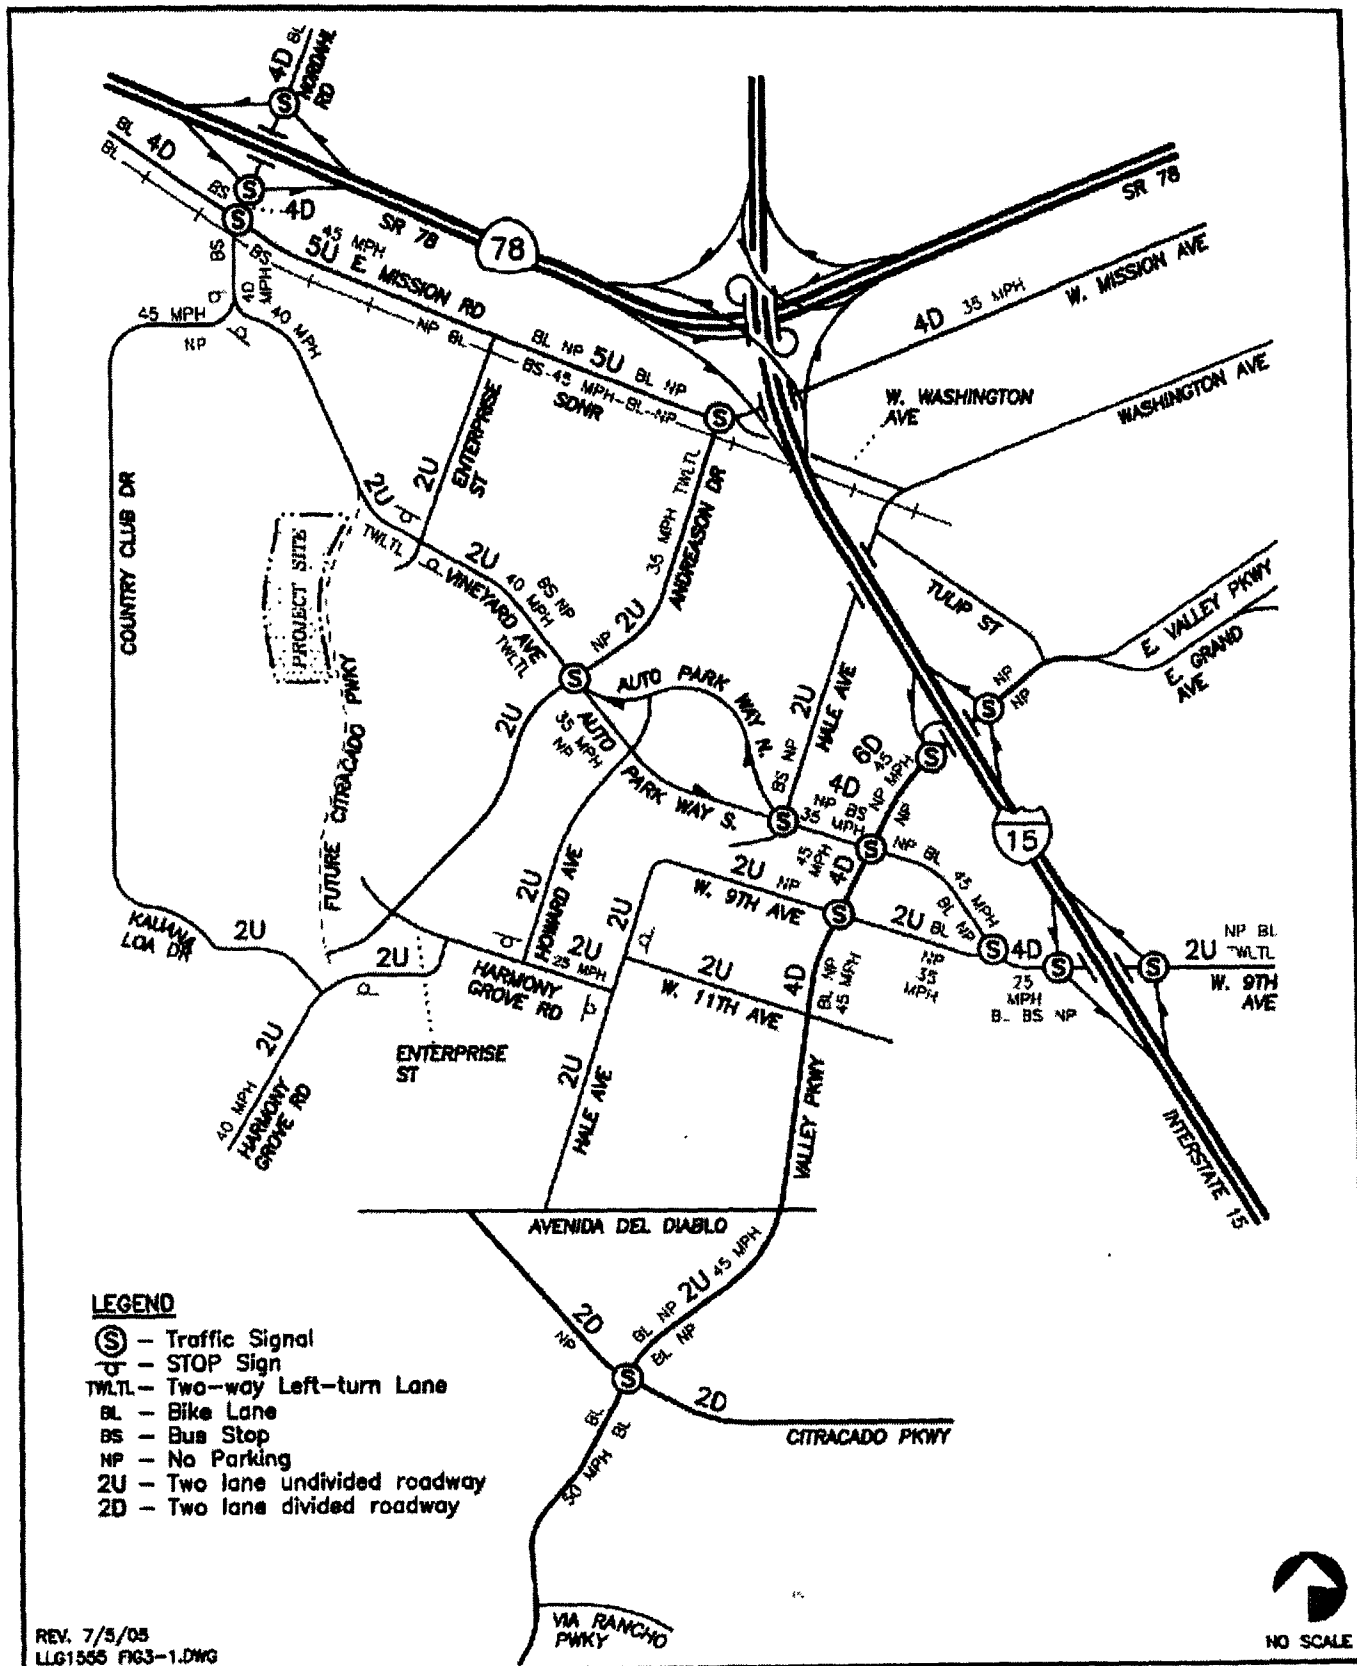 4D BL
NORDAHL
RD
S
BL 4D
BL
BS
S
4D
S
BS
BS
45 MPH
5U E. MISSION RD
SR 78
78
SR 78
4D 35 MPH
W. MISSION AVE
40 MPH
40 MPH
45 MPH
NP
NP BL
BL NP 5U BL NP
BS-45 MPH-BL-NP
SDNR
S
W. WASHINGTON
AVE
WASHINGTON AVE
COUNTRY CLUB DR
2U
ENTERPRISE
ST
2U
TWLTL
2U
40 MPH
BS NP
VINEYARD AVE
TWLTL
35 MPH TWLTL
ANDREASON DR
NP 2U
PROJECT SITE
FUTURE CITRACADO PWKY
S
2U
AUTO PARK WAY N.
AUTO
35 MPH
NP
PARK WAY S.
TULIP ST
E. VALLEY PKWY
E. GRAND
AVE
2U
HALE AVE
BS NP
NP
NP
S
S
6D
45 MPH
4D
NP BS
35 MPH
NP
NP
S
S
15
45 MPH
4D
NP BL
45 MPH
BL NP
2U NP
W. 9TH AVE
S
2U BL
NP
35
MPH
S
4D
25
MPH
BS NP
S
S
2U
NP BL
TWLTL
W. 9TH
AVE
KAUANA
LOA DR
2U
2U
2U
HOWARD AVE
2U
2U
25 MPH
HARMONY
GROVE RD
2U
W. 11TH AVE
4D
BL NP
45 MPH
ENTERPRISE
ST
2U
40 MPH
HARMONY
GROVE RD
2U
HALE AVE
VALLEY PKWY
INTERSTATE 15
AVENIDA DEL DIABLO
2D
NP
BL NP 2U 45 MPH
BL NP
S
2D
CITRACADO PKWY
BL
50 MPH BL
VIA RANCHO
PWKY
LEGEND
S – Traffic Signal
– STOP Sign
TWLTL – Two-way Left-turn Lane
BL – Bike Lane
BS – Bus Stop
NP – No Parking
2U – Two lane undivided roadway
2D – Two lane divided roadway
REV. 7/5/05
LLG1555 FIG3-1.DWG
NO SCALE